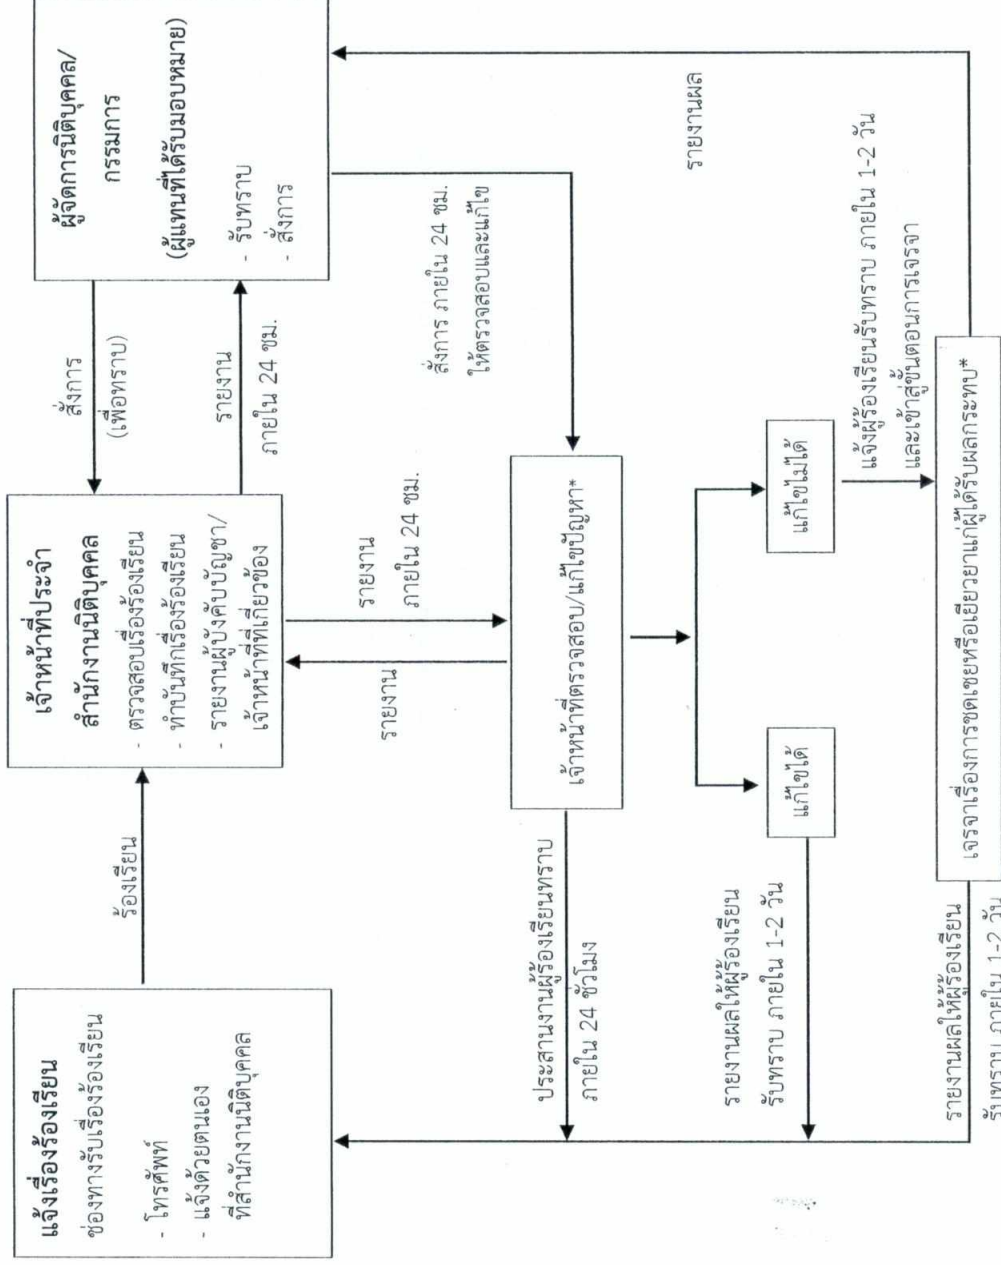 แจ้งเรื่องร้องเรียน
ช่องทางรับเรื่องร้องเรียน
- โทรศัพท์
- แจ้งด้วยตนเอง
ที่สำนักงานนิติบุคคล
ร้องเรียน
เจ้าหน้าที่ประจำ
สำนักงานนิติบุคคล
- ตรวจสอบเรื่องร้องเรียน
- ทำบันทึกเรื่องร้องเรียน
- รายงานผู้บังคับบัญชา/
เจ้าหน้าที่ที่เกี่ยวข้อง
สั่งการ
(เพื่อทราบ)
รายงาน
ภายใน 24 ชม.
ผู้จัดการนิติบุคคล/
กรรมการ
(ผู้แทนที่ได้รับมอบหมาย)
- รับทราบ
- สั่งการ
รายงาน
รายงาน
ภายใน 24 ชม.
สั่งการ ภายใน 24 ชม.
ให้ตรวจสอบและแก้ไข
ประสานงานผู้ร้องเรียนทราบ
ภายใน 24 ชั่วโมง
เจ้าหน้าที่ตรวจสอบ/แก้ไขปัญหา*
รายงานผล
รายงานผลให้ผู้ร้องเรียน
รับทราบ ภายใน 1-2 วัน
แก้ไขได้
แก้ไขไม่ได้
แจ้งผู้ร้องเรียนรับทราบ ภายใน 1-2 วัน
และเข้าสู่ขั้นตอนการเจรจา
รายงานผลให้ผู้ร้องเรียน
รับทราบ ภายใน 1-2 วัน
เจรจาเรื่องการชดเชยหรือเยียวยาแก่ผู้ได้รับผลกระทบ*